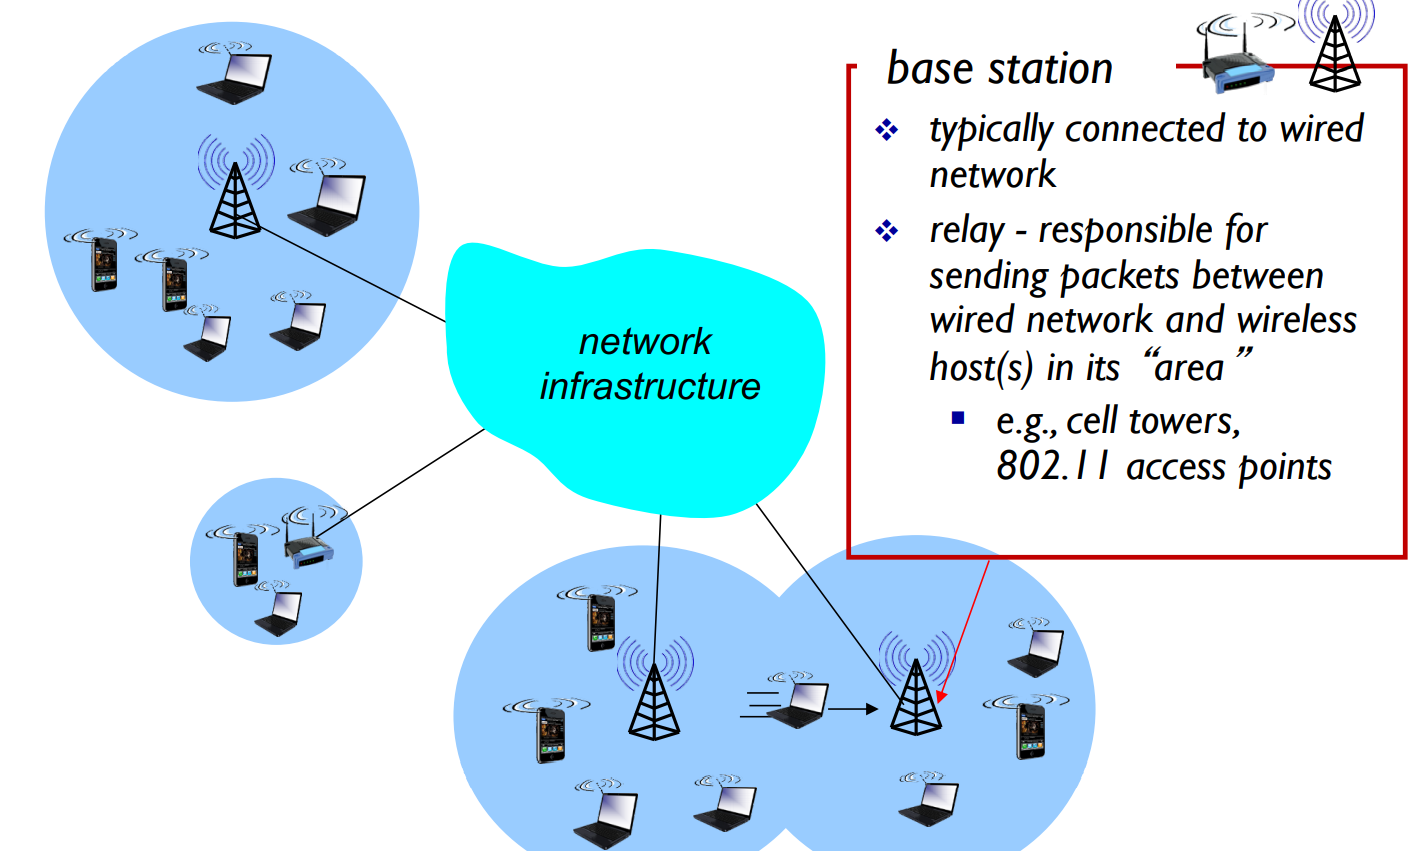 base station
❖ typically connected to wired
network
❖ relay - responsible for
sending packets between
wired network and wireless
host(s) in its “area”
▪ e.g., cell towers,
802.11 access points
network
infrastructure